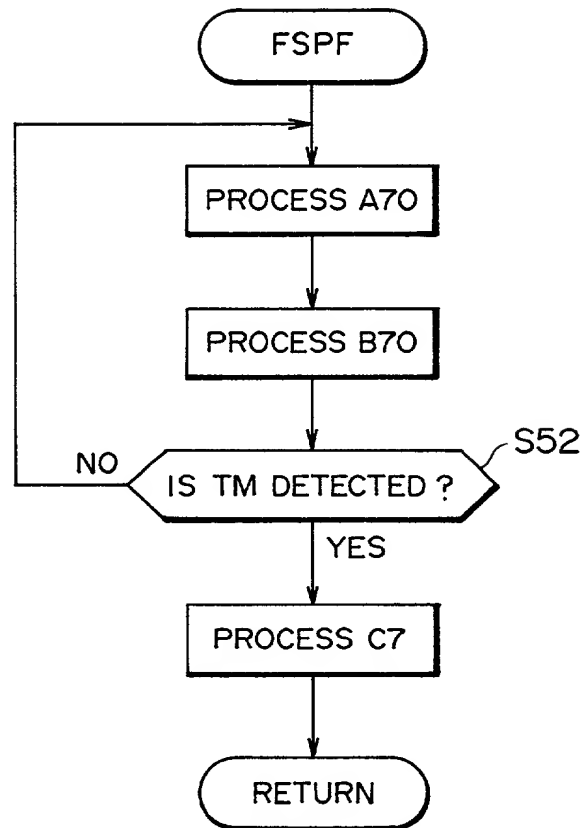 FSPF
PROCESS A70
PROCESS B70
S52
NO
IS TM DETECTED ?
YES
PROCESS C7
RETURN